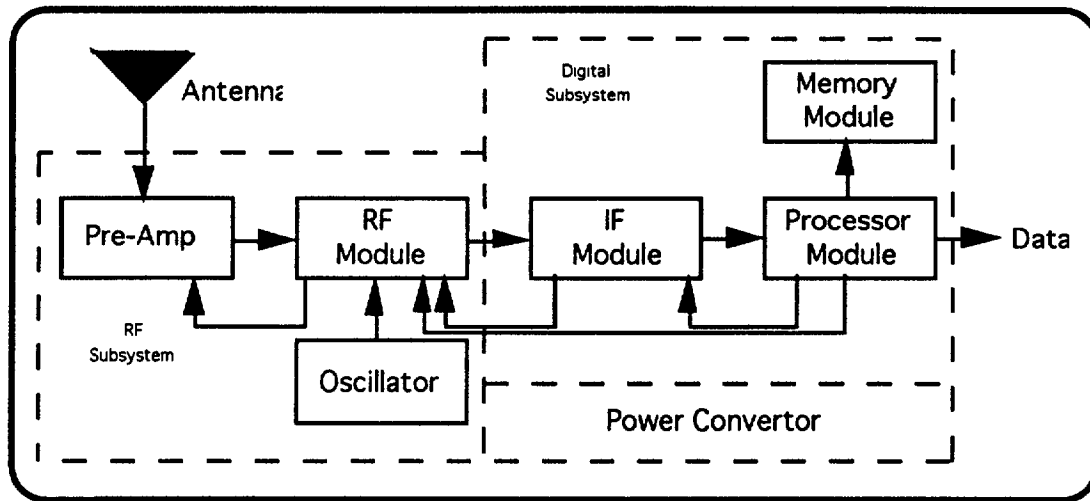 Antenna
Digital
Subsystem
Memory
Module
Pre-Amp
RF
Module
IF
Module
Processor
Module
Data
RF
Subsystem
Oscillator
Power Convertor